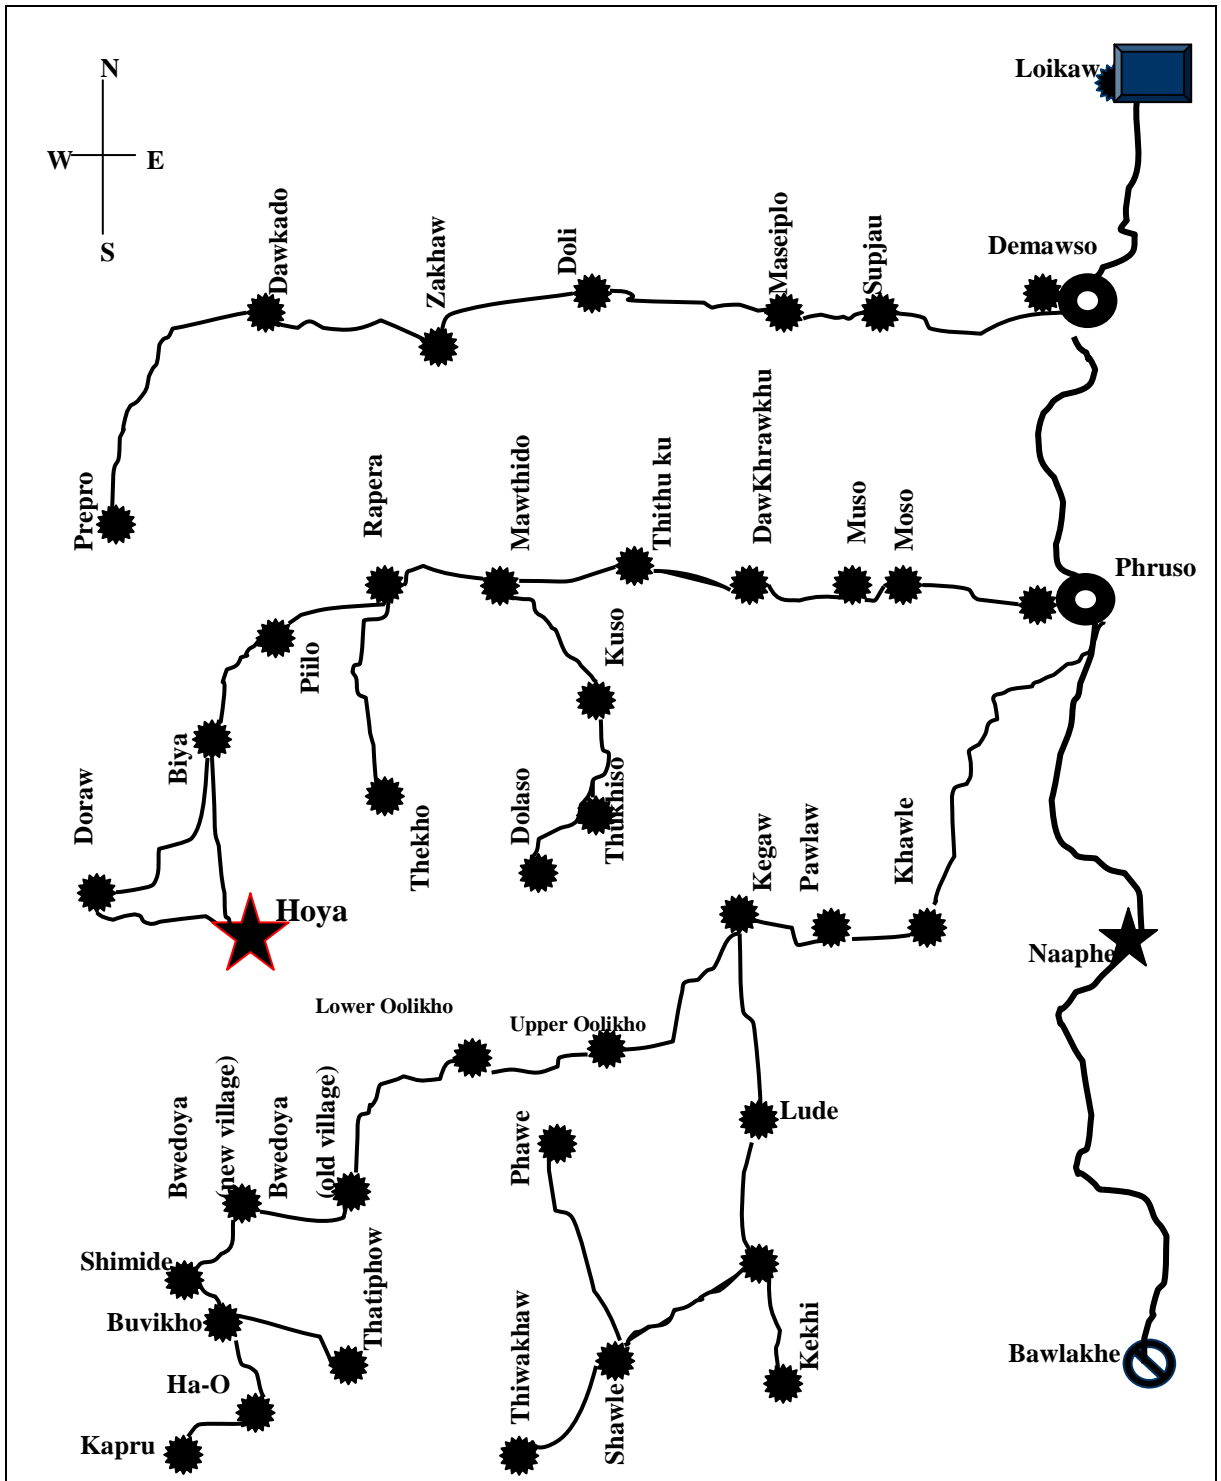 N
Loikaw
W
E
S
Dawkado
Zakhaw
Doli
Maseiplo
Supjau
Demawso
Prepro
Rapera
Mawthido
Thithu ku
DawKhrawkhu
Muso
Moso
Phruso
Piilo
Kuso
Biya
Doraw
Thekho
Dolaso
Thukhiso
Kegaw
Pawlaw
Khawle
Hoya
Naaphe
Lower Oolikho
Upper Oolikho
Bwedoya
(new village)
Bwedoya
(old village)
Phawe
Lude
Shimide
Buvikho
Thatiphow
Ha-O
Kapru
Thiwakhaw
Shawle
Kekhi
Bawlakhe